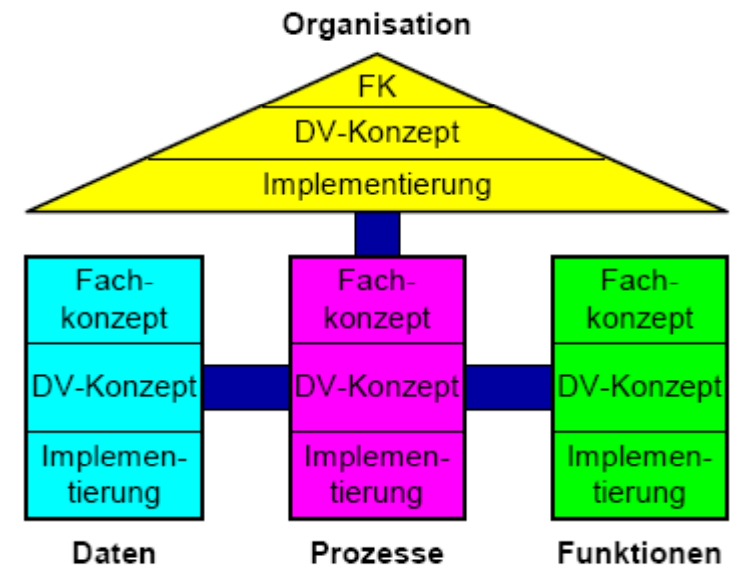 Organisation
FK
DV-Konzept
Implementierung
Fach-
konzept
DV-Konzept
Implemen-
tierung
Daten
Fach-
konzept
DV-Konzept
Implemen-
tierung
Prozesse
Fach-
konzept
DV-Konzept
Implemen-
tierung
Funktionen